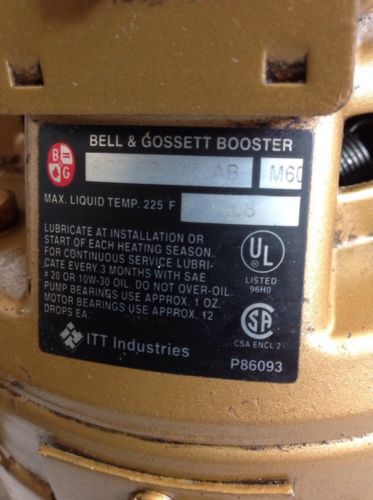 BELL & GOSSETT BOOSTER
B
G
AB M60
MAX. LIQUID TEMP. 225 F
LUBRICATE AT INSTALLATION OR
START OF EACH HEATING SEASON.
FOR CONTINUOUS SERVICE LUBRI-
CATE EVERY 3 MONTHS WITH SAE
# 20 OR 10W-30 OIL. DO NOT OVER-OIL.
PUMP BEARINGS USE APPROX. 1 OZ.
MOTOR BEARINGS USE APPROX. 12
DROPS EA.
UL
LISTED
96H0
CSA ENCL 2
ITT Industries
P86093